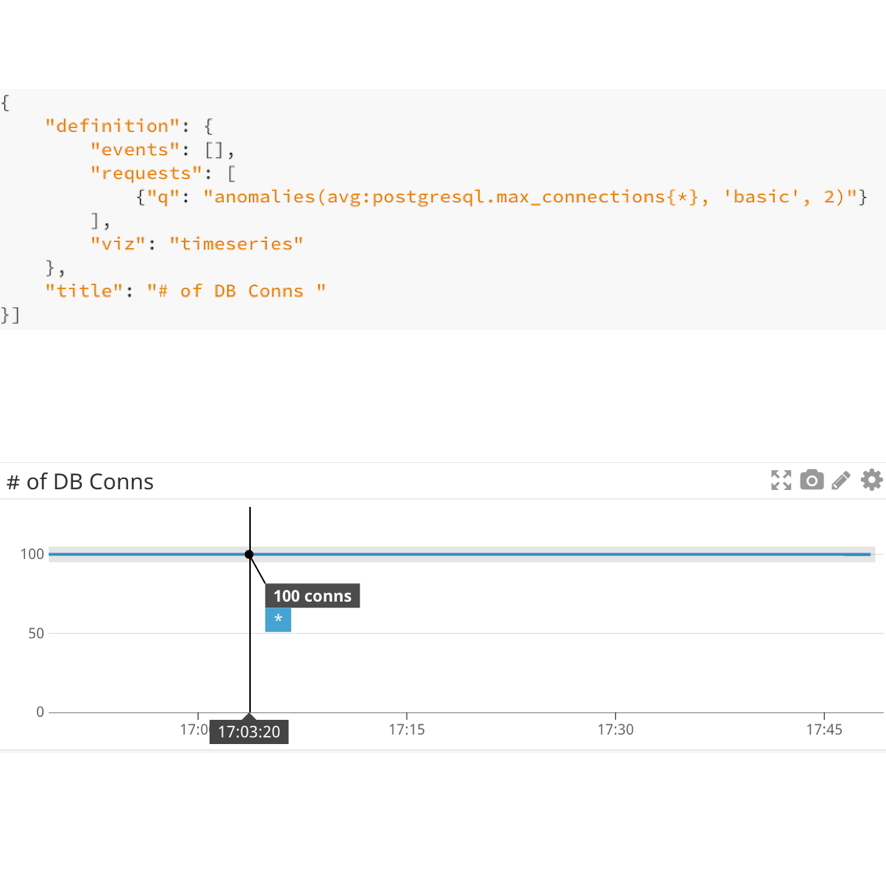 {
    "definition": {
        "events": [],
        "requests": [
            {"q": "anomalies(avg:postgresql.max_connections{*}, 'basic', 2)"}
        ],
        "viz": "timeseries"
    },
    "title": "# of DB Conns "
}]
# of DB Conns
100
100 conns
*
50
0
17:0
17:03:20
17:15
17:30
17:45